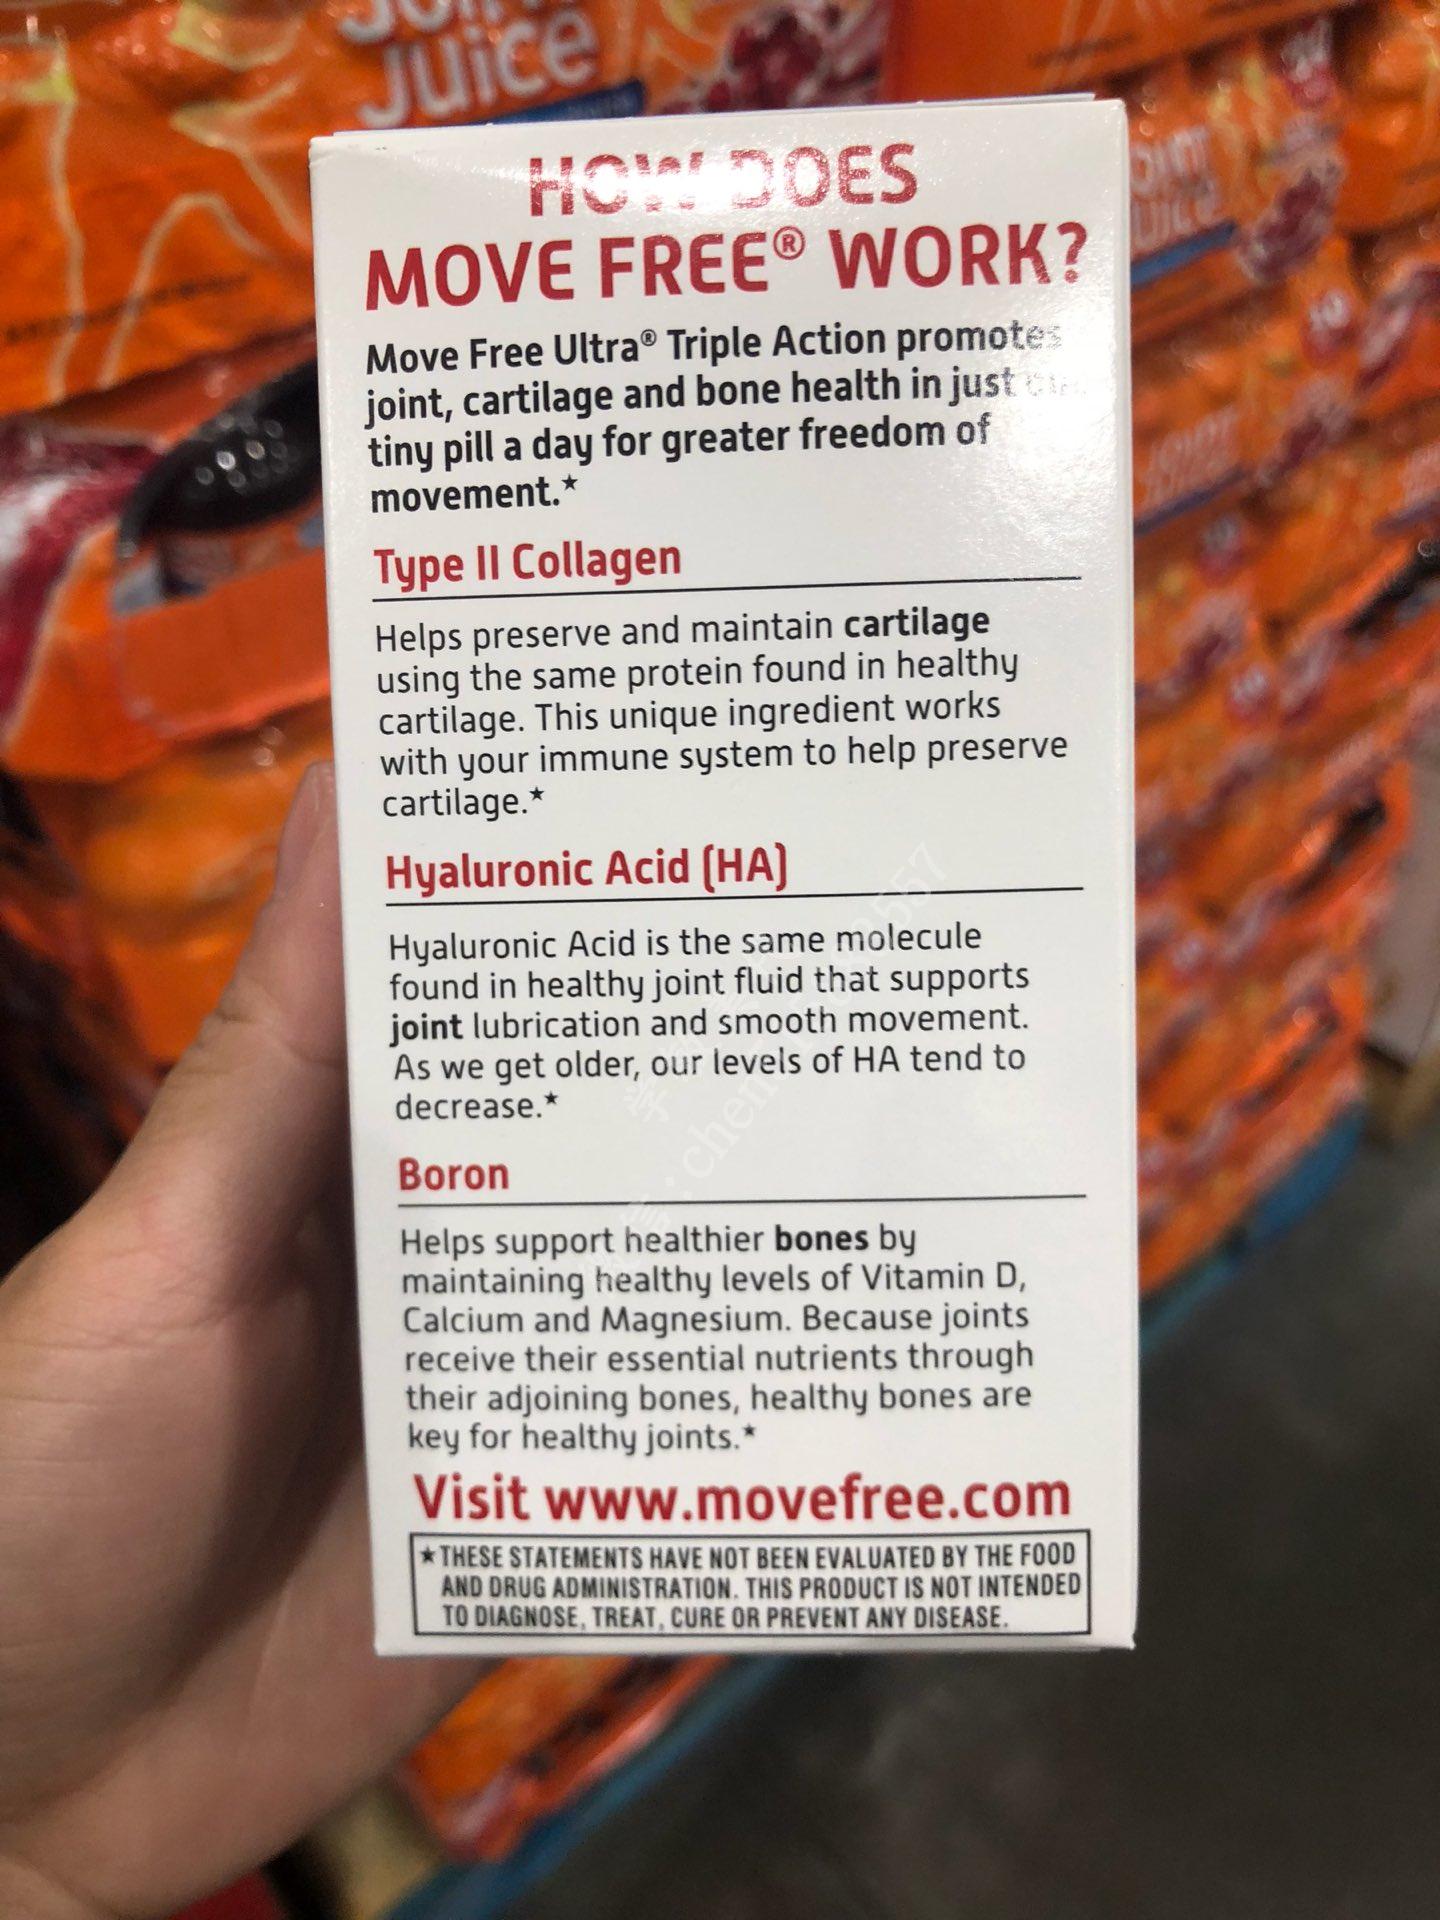 JOINT
JUICE
HOW DOES
MOVE FREE® WORK?
Move Free Ultra® Triple Action promotes
joint, cartilage and bone health in just
tiny pill a day for greater freedom of
movement.*
Type II Collagen
Helps preserve and maintain cartilage
using the same protein found in healthy
cartilage. This unique ingredient works
with your immune system to help preserve
cartilage.*
Hyaluronic Acid (HA)
Hyaluronic Acid is the same molecule
found in healthy joint fluid that supports
joint lubrication and smooth movement.
As we get older, our levels of HA tend to
decrease.*
Boron
Helps support healthier bones by
maintaining healthy levels of Vitamin D,
Calcium and Magnesium. Because joints
receive their essential nutrients through
their adjoining bones, healthy bones are
key for healthy joints.*
Visit www.movefree.com
*THESE STATEMENTS HAVE NOT BEEN EVALUATED BY THE FOOD
AND DRUG ADMINISTRATION. THIS PRODUCT IS NOT INTENDED
TO DIAGNOSE, TREAT, CURE OR PREVENT ANY DISEASE.